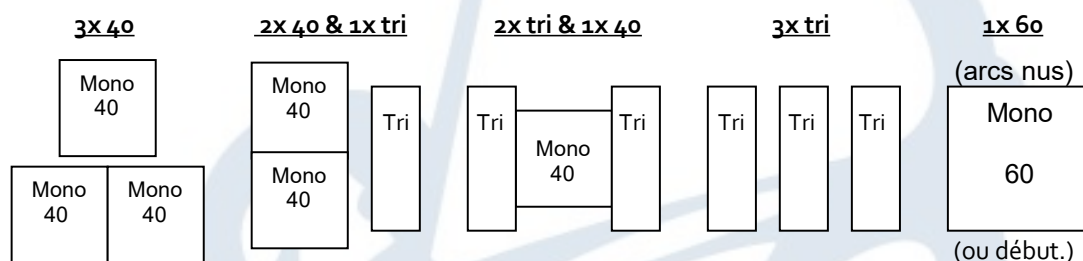 3x 40
2x 40 & 1x tri
2x tri & 1x 40
3x tri
1x 60
Mono
40
Mono
40
Mono
40
Mono
40
Mono
40
Tri
Tri
Mono
40
Tri
Tri
Tri
Tri
(arcs nus)
Mono
60
(ou début.)